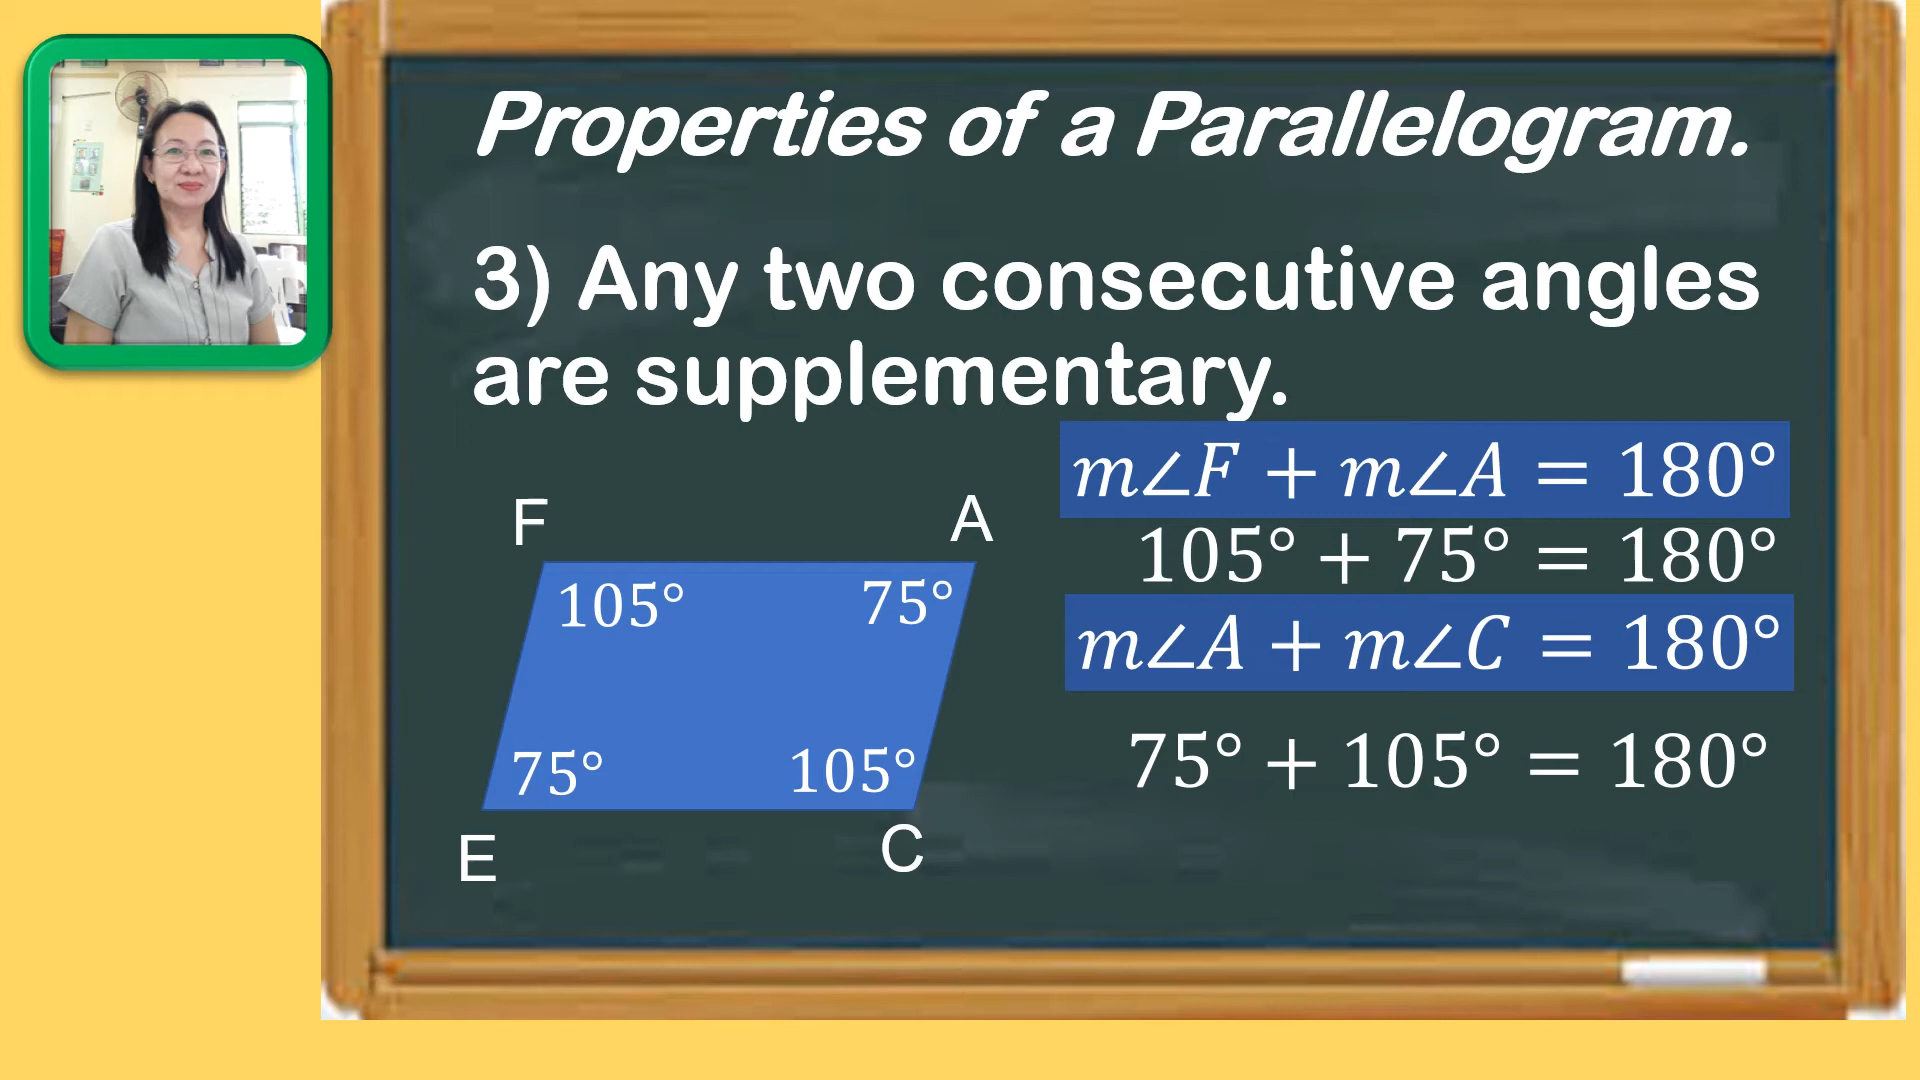 Properties of a Parallelogram.
3) Any two consecutive angles
are supplementary.
m∠F + m∠A = 180°
105° + 75° = 180°
m∠A + m∠C = 180°
75° + 105° = 180°
F A
105° 75°
75° 105°
E C